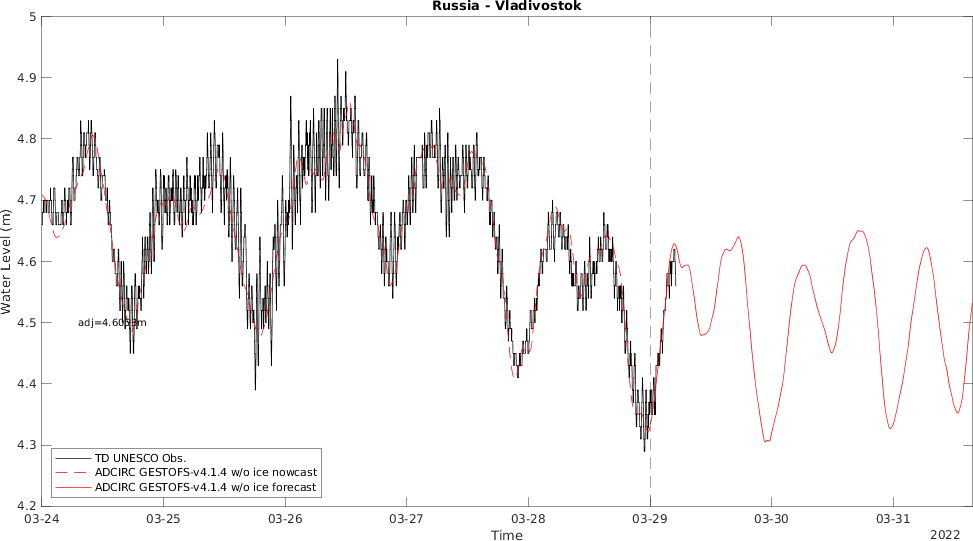 Russia - Vladivostok
Water Level (m)
5
4.9
4.8
4.7
4.6
4.5
4.4
4.3
4.2
TD UNESCO Obs.
ADCIRC GESTOFS-v4.1.4 w/o ice nowcast
ADCIRC GESTOFS-v4.1.4 w/o ice forecast
03-24 03-25 03-26 03-27 03-28 03-29 03-30 03-31
Time
2022